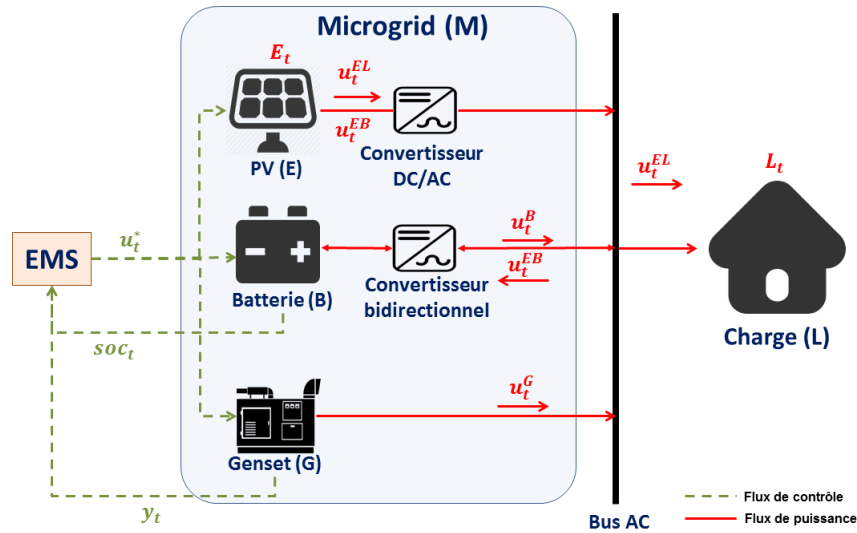 Microgrid (M)
E_t
u_t^{EL}
u_t^{EB}
PV (E)
Convertisseur
DC/AC
u_t^{EL}
L_t
EMS
u_t^*
u_t^B
u_t^{EB}
Batterie (B)
Convertisseur
bidirectionnel
Charge (L)
soc_t
u_t^G
Genset (G)
y_t
Bus AC
Flux de contrôle
Flux de puissance